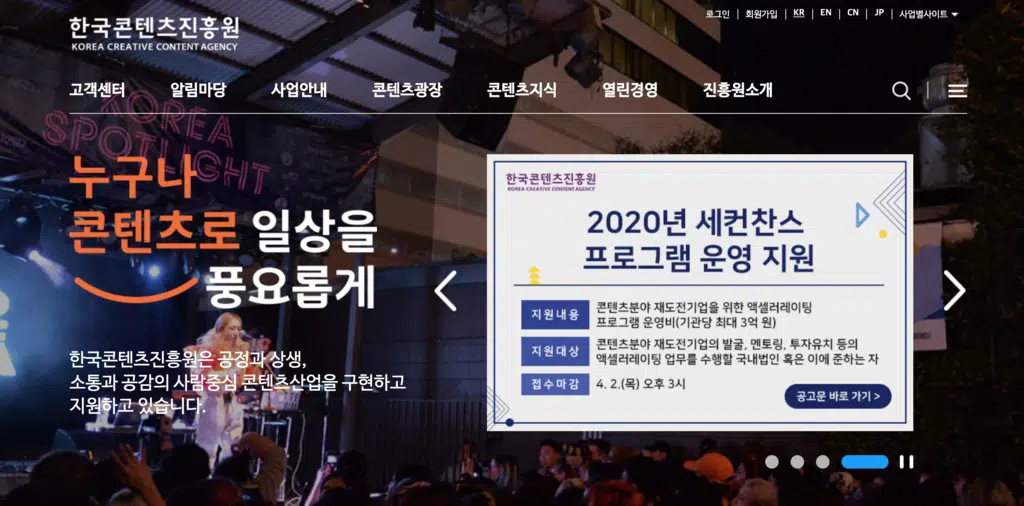 로그인 | 회원가입 | KR | EN | CN | JP | 사업별사이트
한국콘텐츠진흥원
KOREA CREATIVE CONTENT AGENCY
고객센터 알림마당 사업안내 콘텐츠광장 콘텐츠지식 열린경영 진흥원소개
KOREA
SPOTLIGHT
누구나
콘텐츠로 일상을
풍요롭게
한국콘텐츠진흥원은 공정과 상생,
소통과 공감의 사람중심 콘텐츠산업을 구현하고
지원하고 있습니다.
한국콘텐츠진흥원
KOREA CREATIVE CONTENT AGENCY
2020년 세컨찬스
프로그램 운영 지원
지원내용 콘텐츠분야 재도전기업을 위한 액셀러레이팅
프로그램 운영비(기관당 최대 3억 원)
지원대상 콘텐츠분야 재도전기업의 발굴, 멘토링, 투자유치 등의
액셀러레이팅 업무를 수행할 국내법인 혹은 이에 준하는 자
접수마감 4. 2.(목) 오후 3시
공고문 바로 가기 >